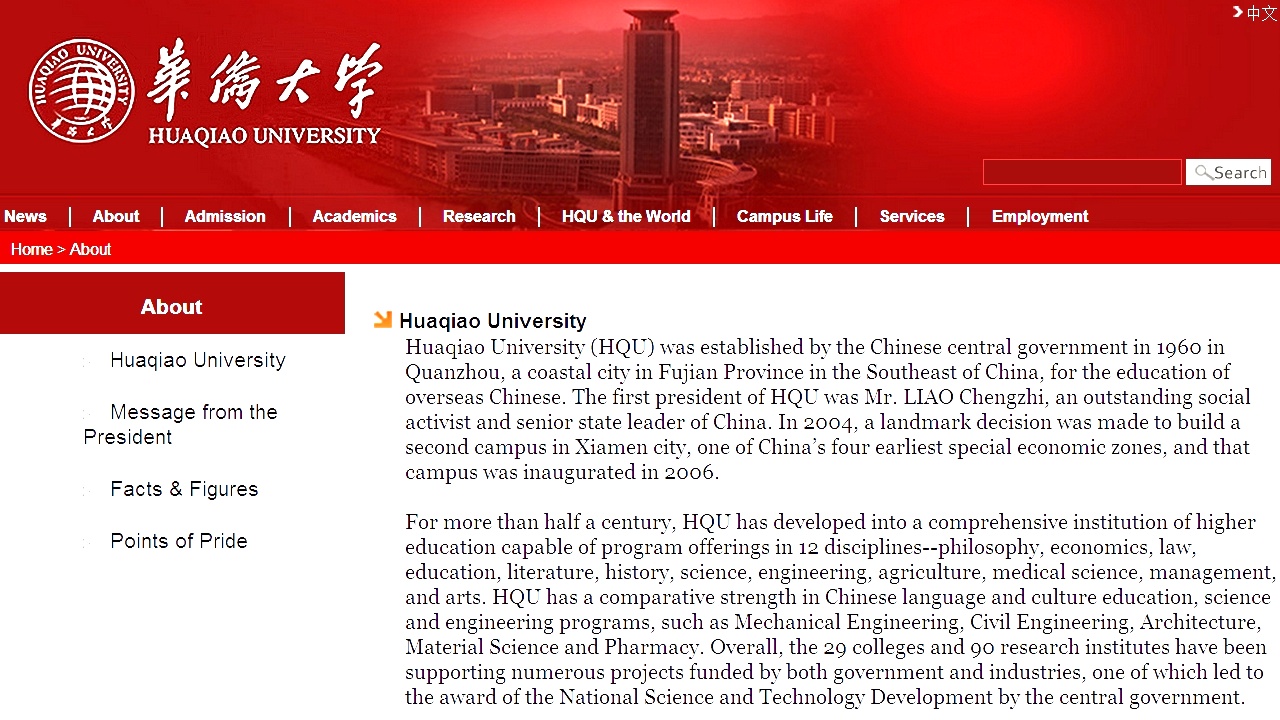 中文
HUAQIAO UNIVERSITY
華僑大学
華僑大学
HUAQIAO UNIVERSITY
Search
News | About | Admission | Academics | Research | HQU & the World | Campus Life | Services | Employment
Home > About
About
Huaqiao University
Message from the
President
Facts & Figures
Points of Pride
Huaqiao University
Huaqiao University (HQU) was established by the Chinese central government in 1960 in
Quanzhou, a coastal city in Fujian Province in the Southeast of China, for the education of
overseas Chinese. The first president of HQU was Mr. LIAO Chengzhi, an outstanding social
activist and senior state leader of China. In 2004, a landmark decision was made to build a
second campus in Xiamen city, one of China’s four earliest special economic zones, and that
campus was inaugurated in 2006.
For more than half a century, HQU has developed into a comprehensive institution of higher
education capable of program offerings in 12 disciplines--philosophy, economics, law,
education, literature, history, science, engineering, agriculture, medical science, management,
and arts. HQU has a comparative strength in Chinese language and culture education, science
and engineering programs, such as Mechanical Engineering, Civil Engineering, Architecture,
Material Science and Pharmacy. Overall, the 29 colleges and 90 research institutes have been
supporting numerous projects funded by both government and industries, one of which led to
the award of the National Science and Technology Development by the central government.